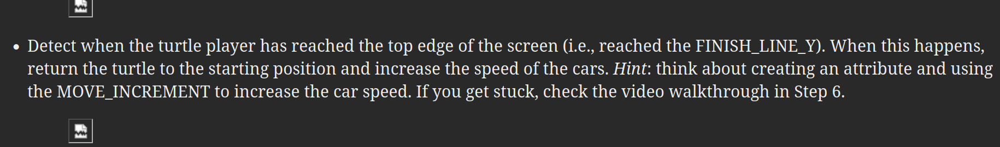 • Detect when the turtle player has reached the top edge of the screen (i.e., reached the FINISH_LINE_Y). When this happens,
return the turtle to the starting position and increase the speed of the cars. Hint: think about creating an attribute and using
the MOVE_INCREMENT to increase the car speed. If you get stuck, check the video walkthrough in Step 6.